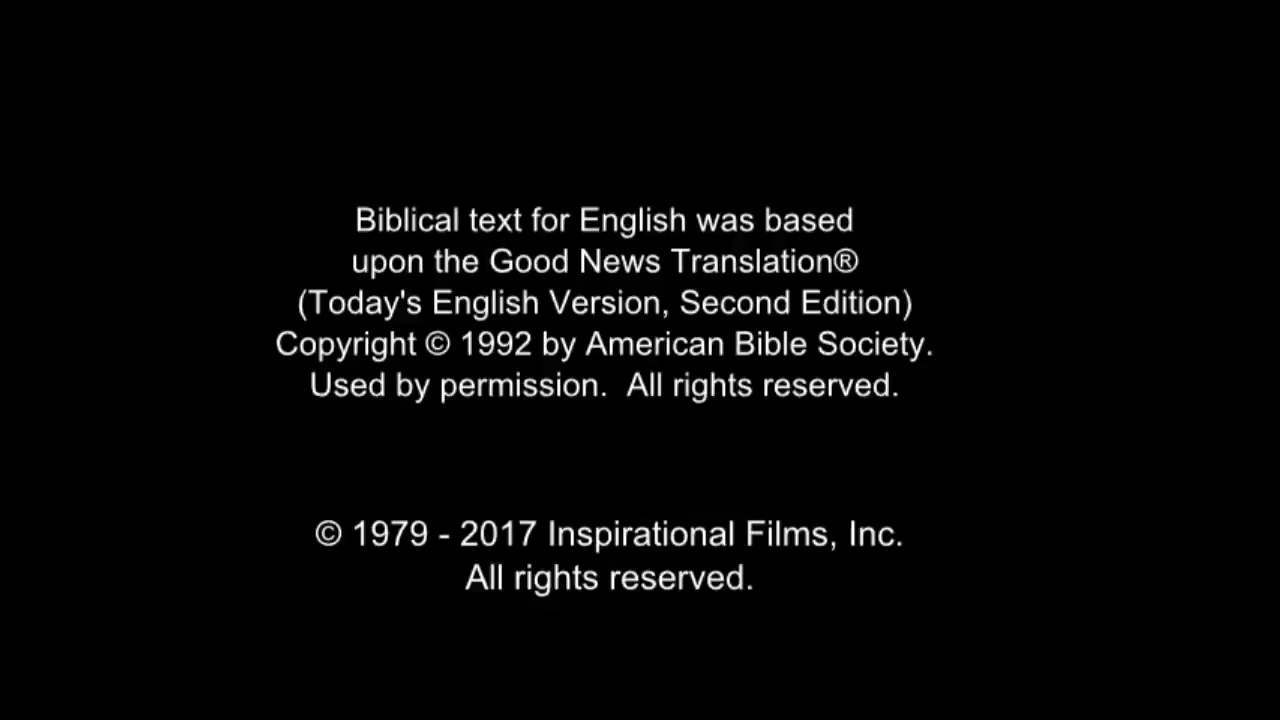 Biblical text for English was based
upon the Good News Translation®
(Today's English Version, Second Edition)
Copyright © 1992 by American Bible Society.
Used by permission.  All rights reserved.
© 1979 - 2017 Inspirational Films, Inc.
All rights reserved.